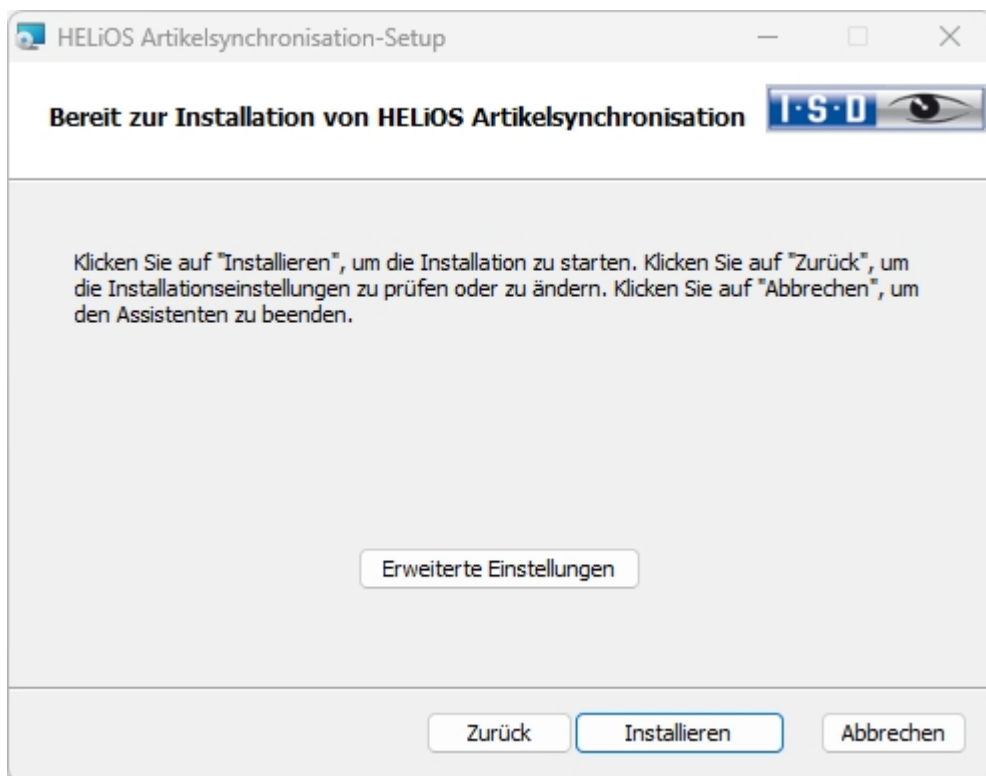 HELiOS Artikelsynchronisation-Setup
Bereit zur Installation von HELiOS Artikelsynchronisation
I·S·D
Klicken Sie auf "Installieren", um die Installation zu starten. Klicken Sie auf "Zurück", um
die Installationseinstellungen zu prüfen oder zu ändern. Klicken Sie auf "Abbrechen", um
den Assistenten zu beenden.
Erweiterte Einstellungen
Zurück
Installieren
Abbrechen